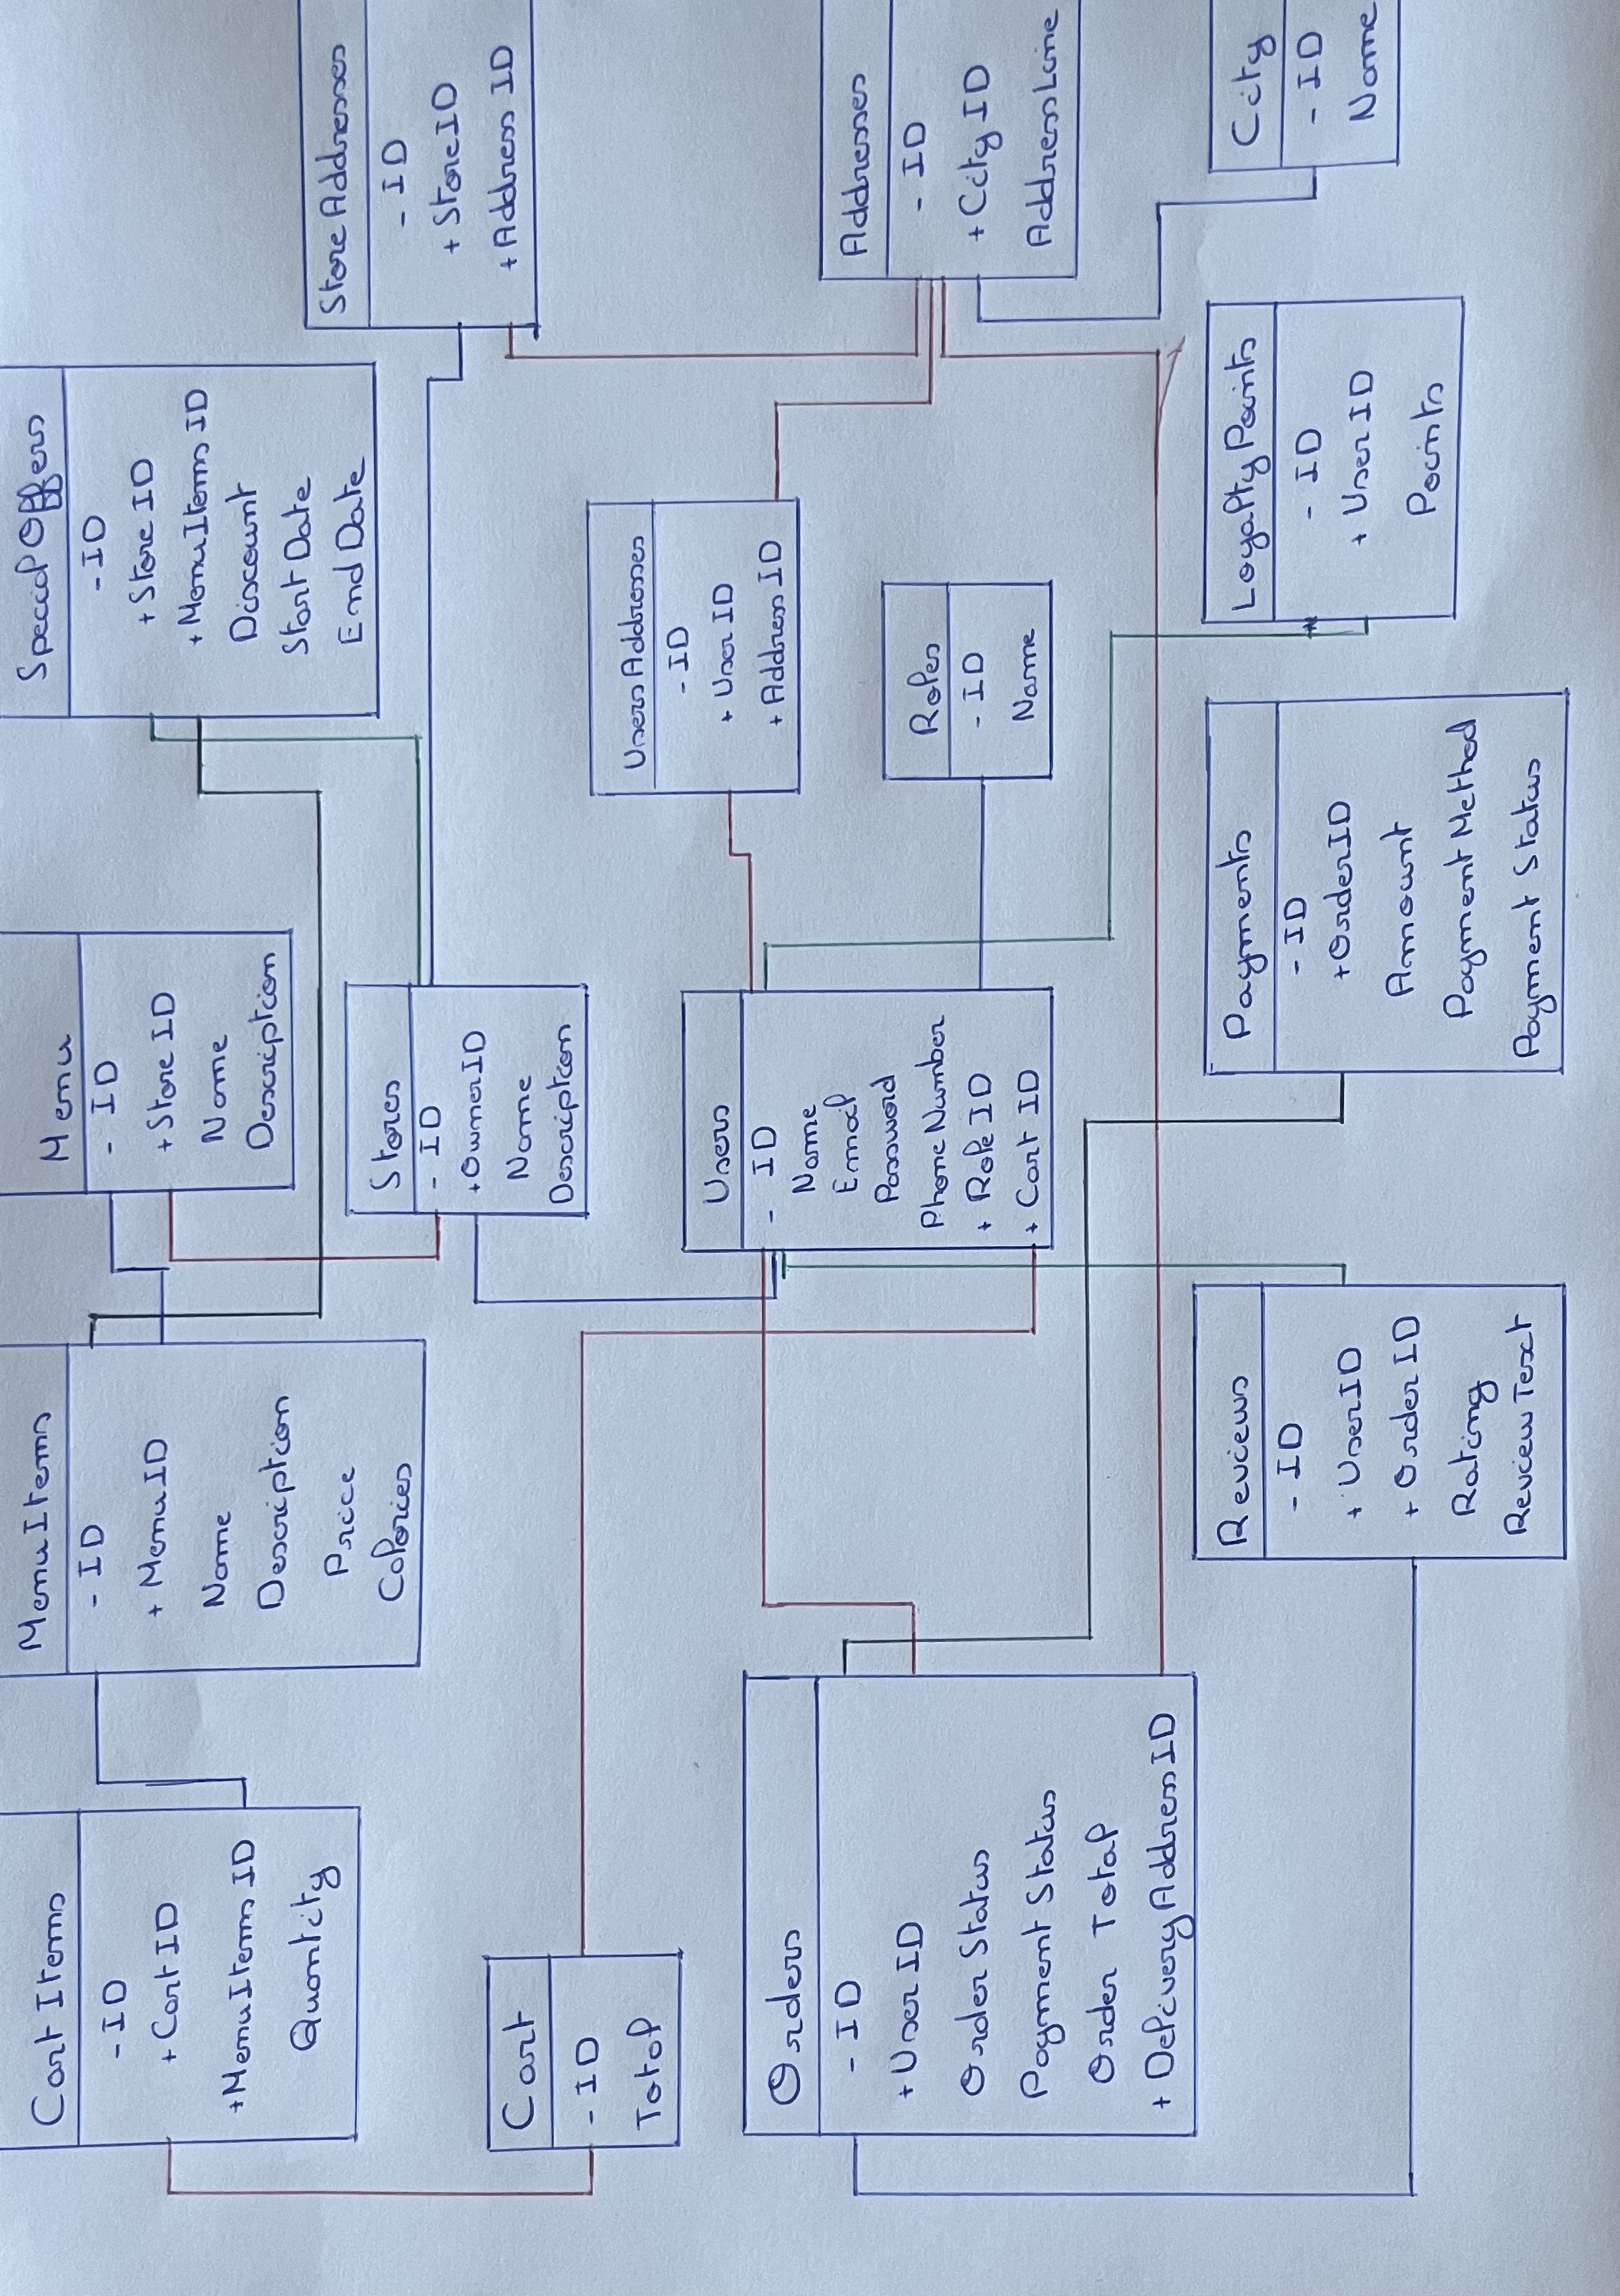 Cart Items
- ID
+ Cart ID
+MenuItems ID
Quantity
MenuItems
- ID
+ MenuID
Name
Description
Price
Calories
Menu
- ID
+Store ID
Name
Description
Special Offers
- ID
+Store ID
+MenuItems ID
Discount
Start Date
End Date
Store Addresses
- ID
+ StoreID
+ Address ID
Stores
- ID
+OwnerID
Name
Description
Cart
- ID
Total
Users Addresses
- ID
+ User ID
+ Address ID
Users
- ID
Name
Email
Password
Phone Number
+ Role ID
+ Cart ID
Orders
- ID
+ User ID
Order Status
Payment Status
Order Total
+ Delivery Address ID
Roles
- ID
Name
Addresses
- ID
+ City ID
AddressLine
Reviews
- ID
+ UserID
+ Order ID
Rating
Review Text
Payments
- ID
+OrderID
Amount
Payment Method
Payment Status
Loyalty Points
- ID
+ User ID
Points
City
- ID
Name